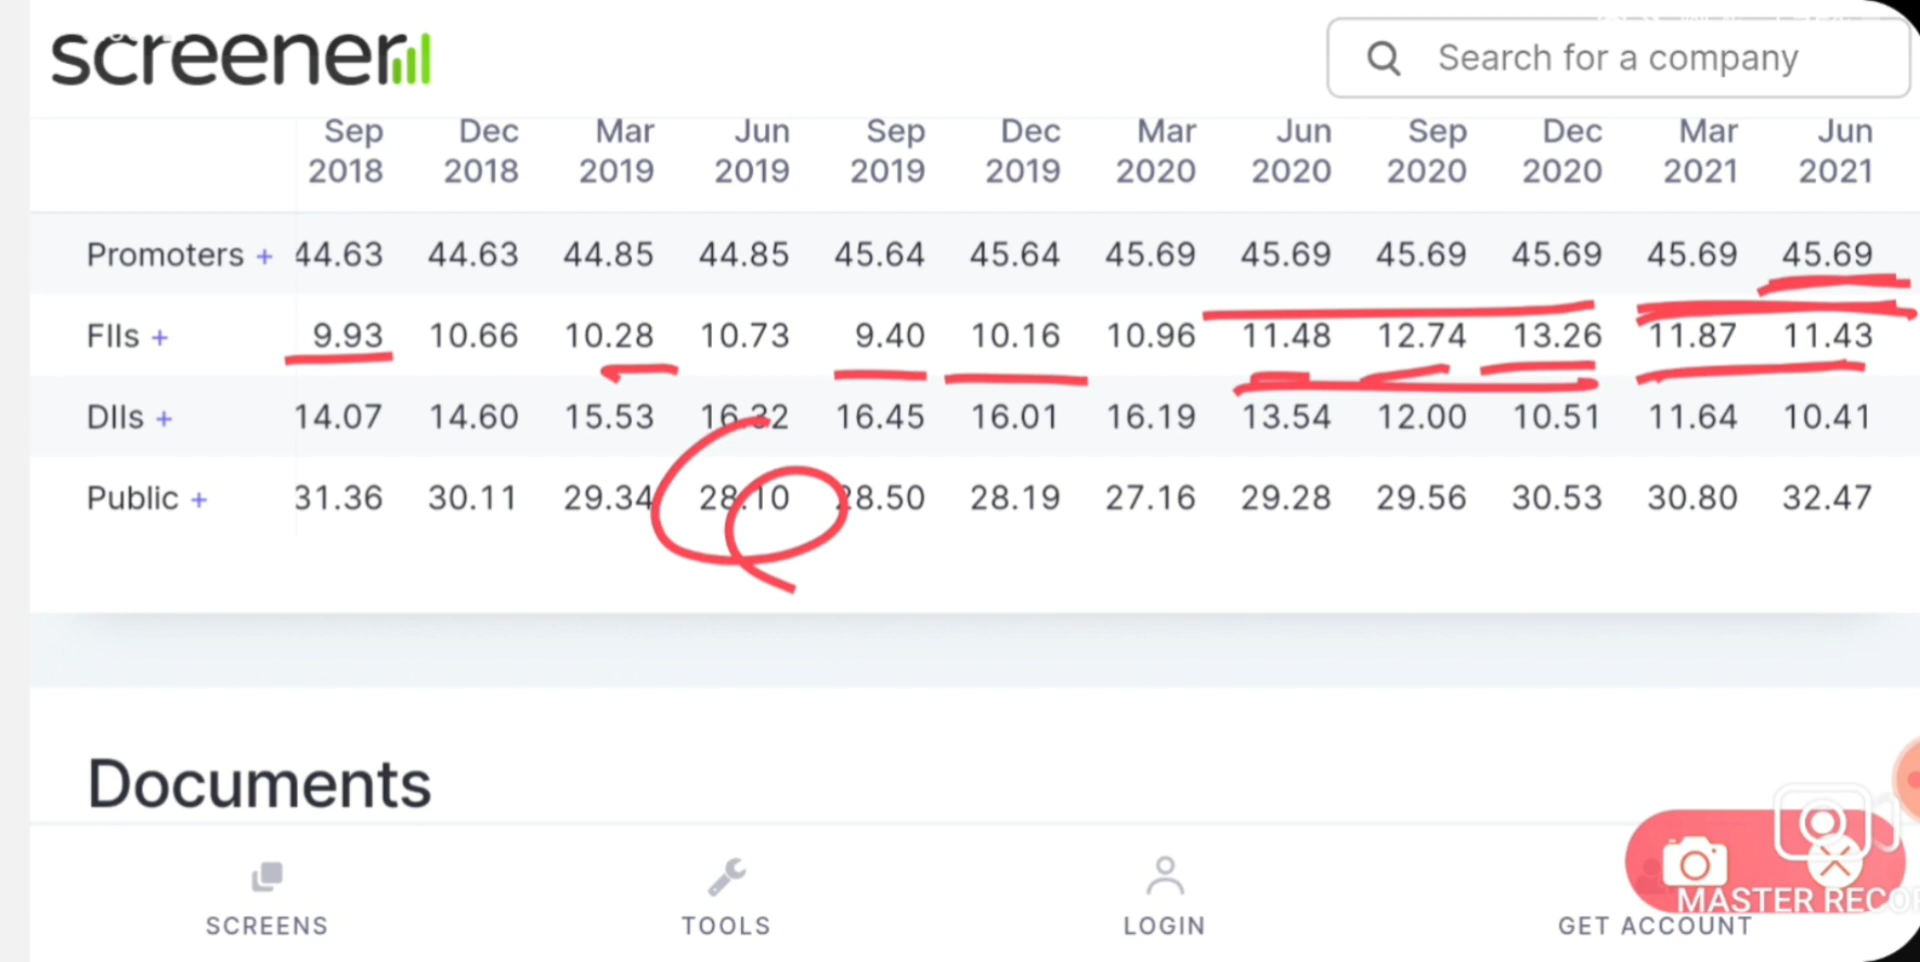 screener
Search for a company
Sep 2018 Dec 2018 Mar 2019 Jun 2019 Sep 2019 Dec 2019 Mar 2020 Jun 2020 Sep 2020 Dec 2020 Mar 2021 Jun 2021
Promoters + 44.63 44.63 44.85 44.85 45.64 45.64 45.69 45.69 45.69 45.69 45.69 45.69
FIIs + 9.93 10.66 10.28 10.73 9.40 10.16 10.96 11.48 12.74 13.26 11.87 11.43
DIIs + 14.07 14.60 15.53 16.32 16.45 16.01 16.19 13.54 12.00 10.51 11.64 10.41
Public + 31.36 30.11 29.34 28.10 28.50 28.19 27.16 29.28 29.56 30.53 30.80 32.47
Documents
MASTER RECO
SCREENS TOOLS LOGIN GET ACCOUNT